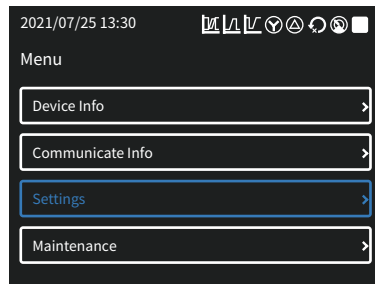 2021/07/25 13:30
Menu
Device Info
Communicate Info
Settings
Maintenance